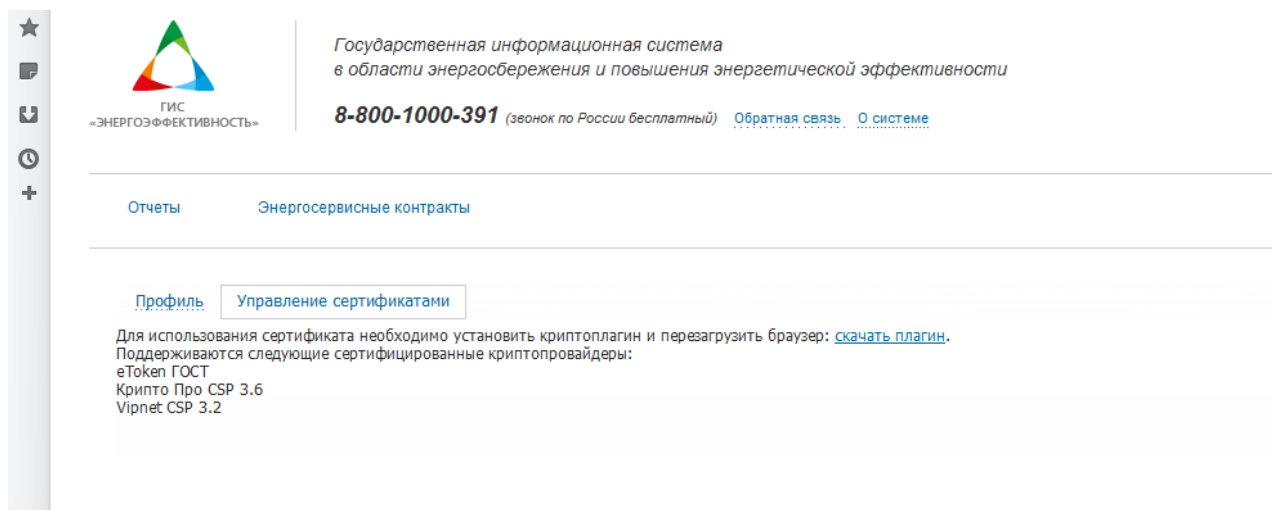 Государственная информационная система
в области энергосбережения и повышения энергетической эффективности
ГИС
«ЭНЕРГОЭФФЕКТИВНОСТЬ»
8-800-1000-391 (звонок по России бесплатный) Обратная связь О системе
Отчеты Энергосервисные контракты
Профиль Управление сертификатами
Для использования сертификата необходимо установить криптоплагин и перезагрузить браузер: скачать плагин.
Поддерживаются следующие сертифицированные криптопровайдеры:
eToken ГОСТ
Крипто Про CSP 3.6
Vipnet CSP 3.2